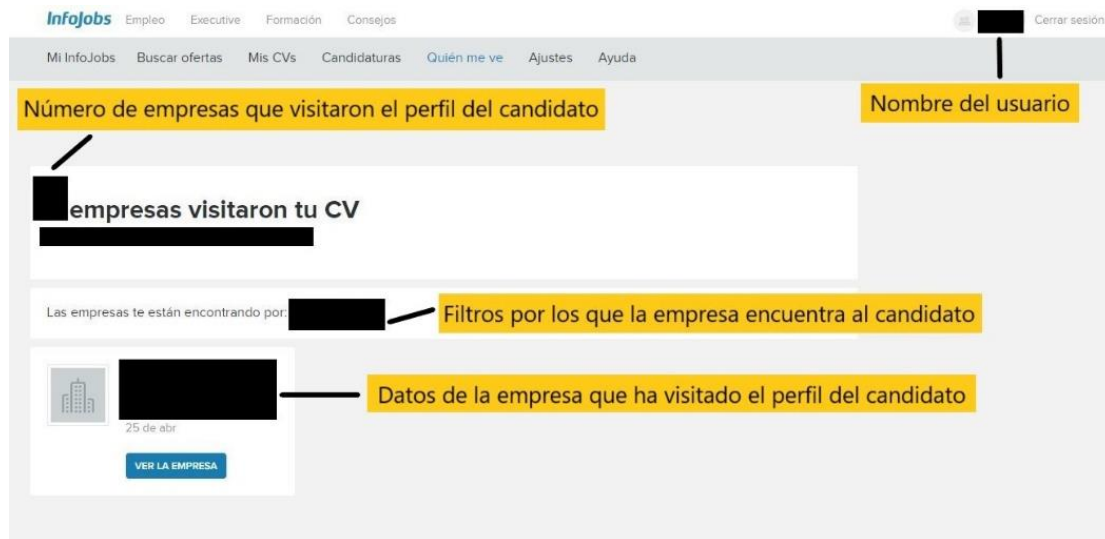 InfoJobs Empleo Executive Formación Consejos Cerrar sesión
Mi InfoJobs Buscar ofertas Mis CVs Candidaturas Quién me ve Ajustes Ayuda
Número de empresas que visitaron el perfil del candidato
Nombre del usuario
empresas visitaron tu CV
Las empresas te están encontrando por:
Filtros por los que la empresa encuentra al candidato
Datos de la empresa que ha visitado el perfil del candidato
25 de abr
VER LA EMPRESA